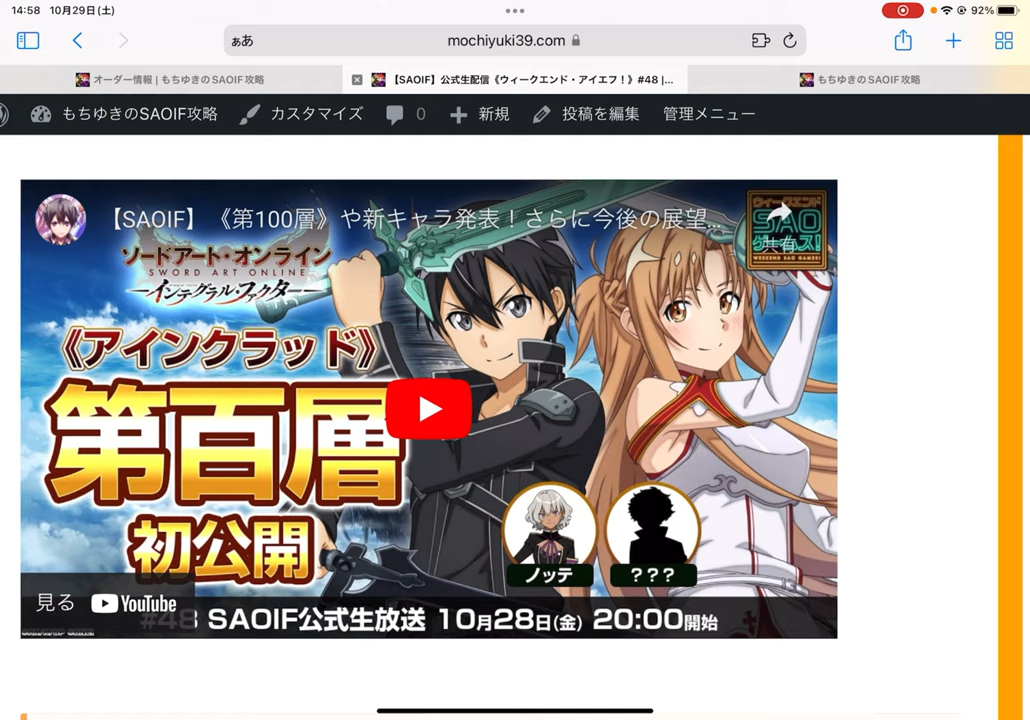 14:58 10月29日(土)
92%
ぁあ
mochiyuki39.com
オーダー情報 | もちゆきのSAOIF攻略
【SAOIF】公式生配信《ウィークエンド・アイエフ！》#48 |...
もちゆきのSAOIF攻略
もちゆきのSAOIF攻略
カスタマイズ
0
新規
投稿を編集
管理メニュー
【SAOIF】《第100層》や新キャラ発表！さらに今後の展望...
共有
ウィークエンド
SAO
WEEKEND SAO GAMES!
ソードアート・オンライン
SWORD ART ONLINE
インテグラル・ファクター
《アインクラッド》
第百層
初公開
ノッテ
？？？
見る YouTube
#48 SAOIF公式生放送 10月28日(金) 20:00開始